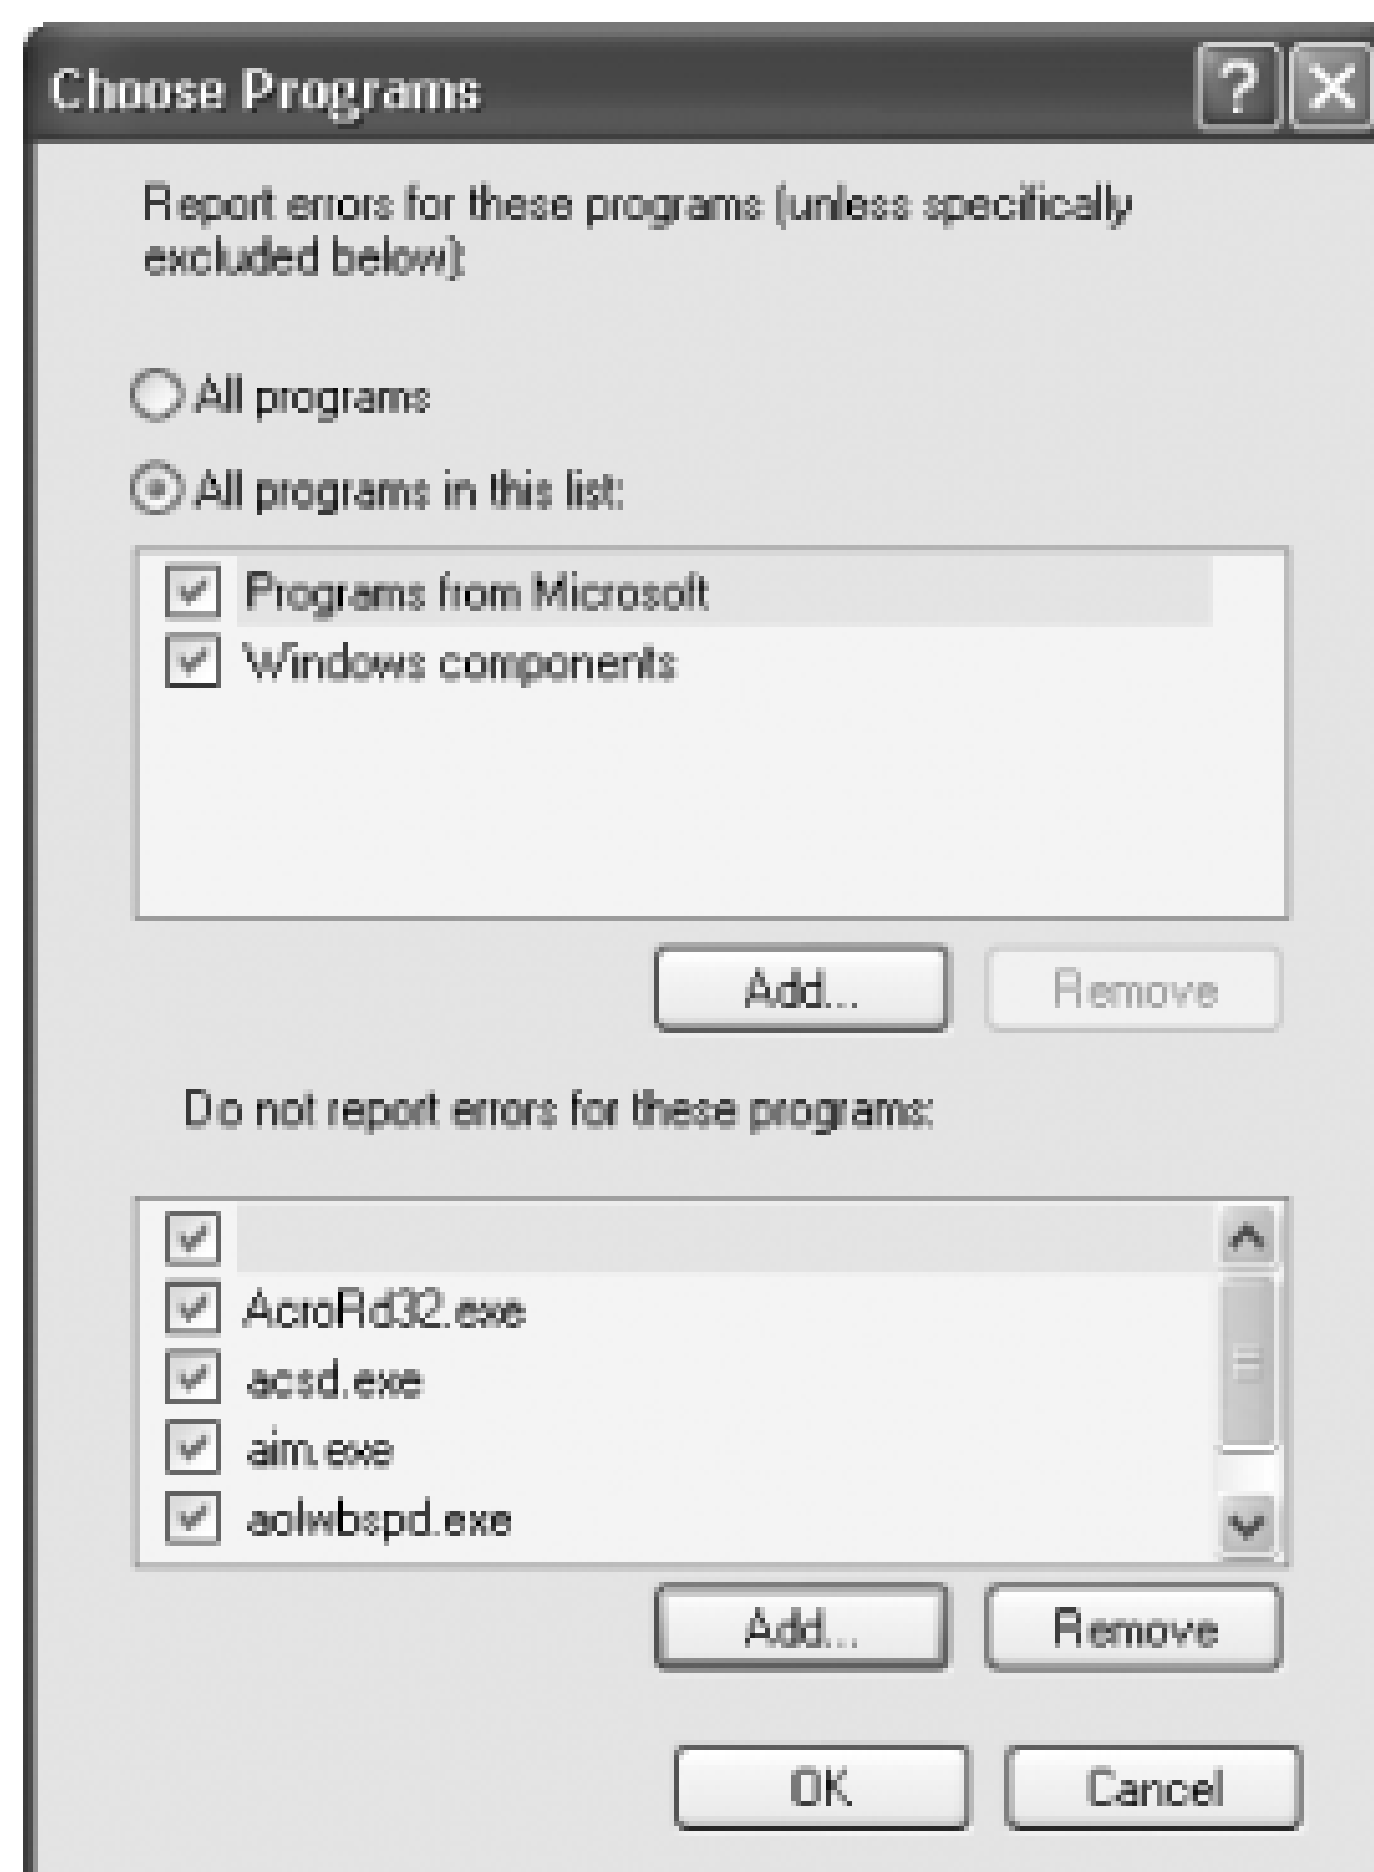 Choose Programs
Report errors for these programs (unless specifically
excluded below):
All programs
All programs in this list:
Programs from Microsoft
Windows components
Add...
Remove
Do not report errors for these programs:
AcroRd32.exe
acsd.exe
aim.exe
aolwbspd.exe
Add...
Remove
OK
Cancel